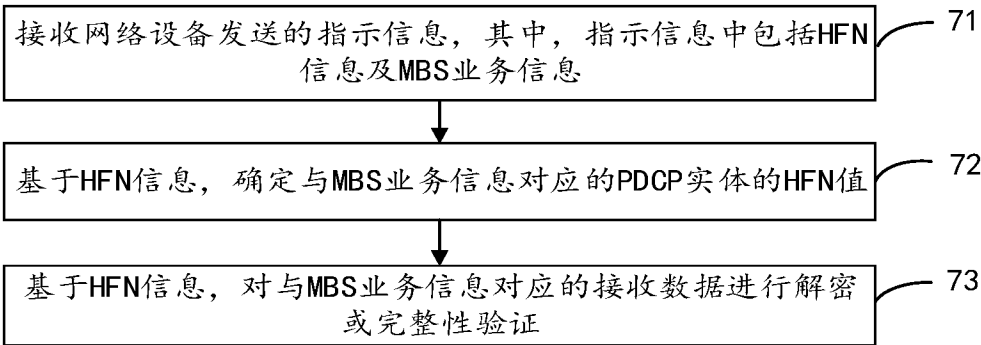 接收网络设备发送的指示信息，其中，指示信息中包括HFN
信息及MBS业务信息
71
基于HFN信息，确定与MBS业务信息对应的PDCP实体的HFN值
72
基于HFN信息，对与MBS业务信息对应的接收数据进行解密
或完整性验证
73